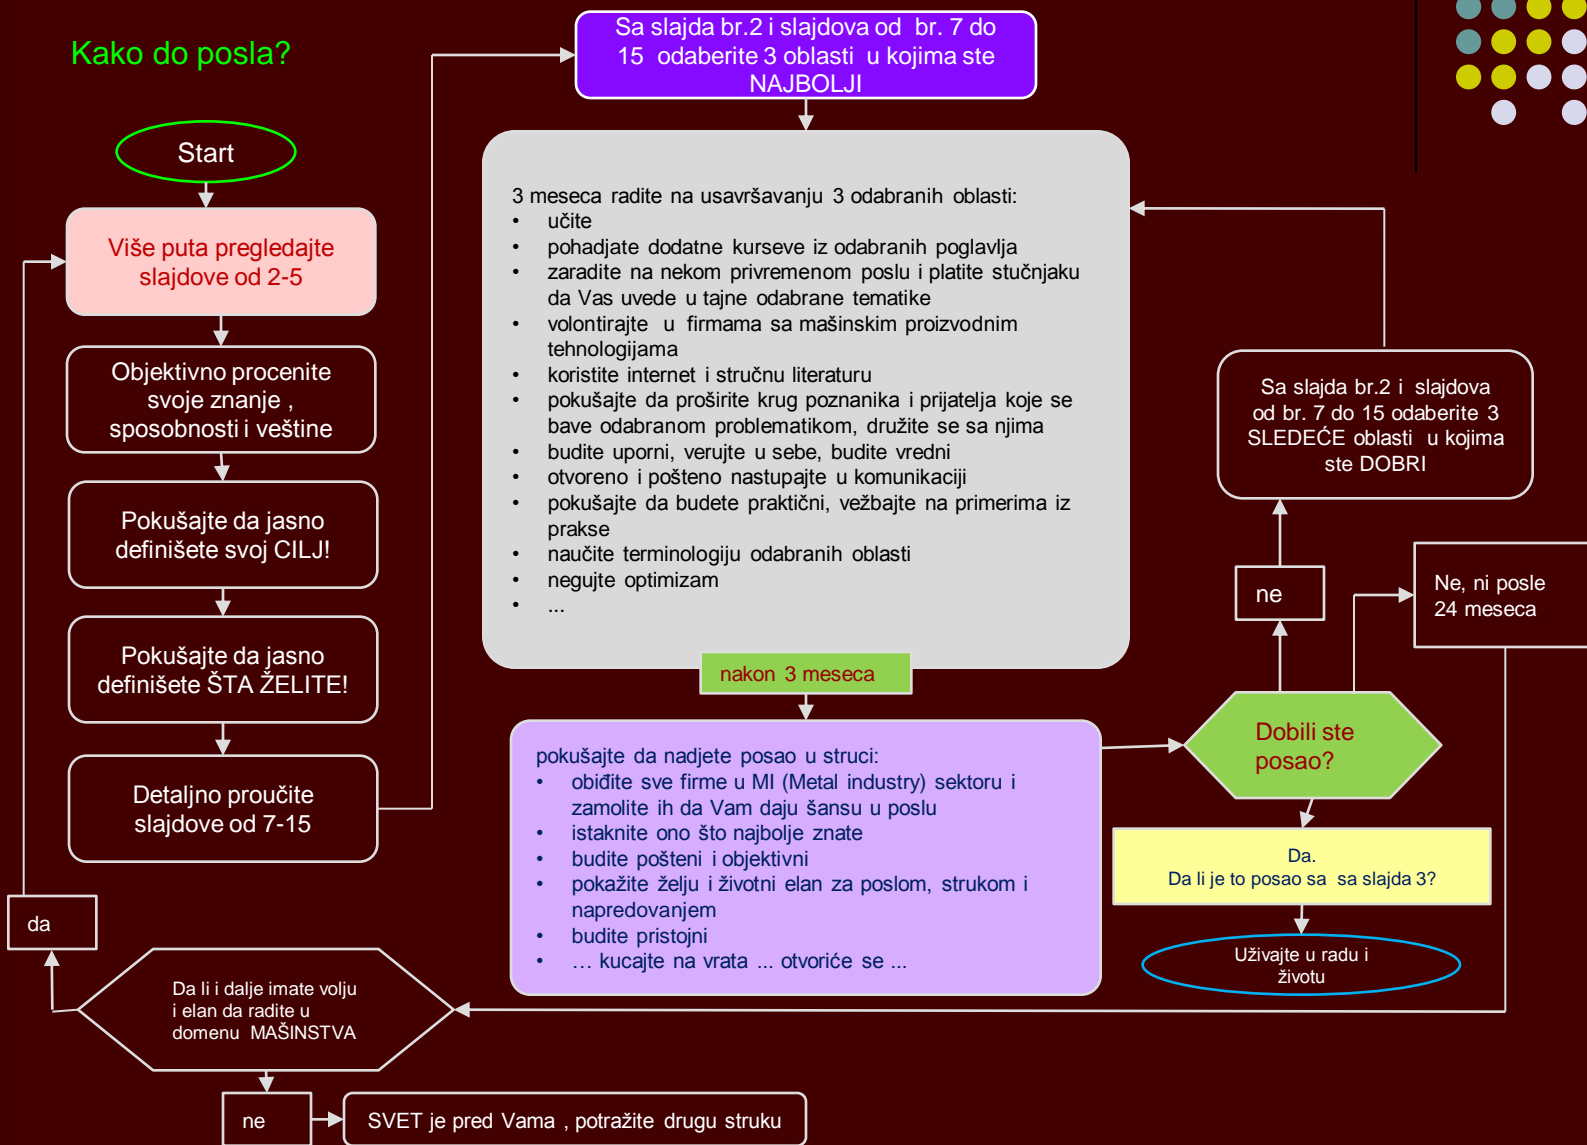 Kako do posla?
Start
Više puta pregledajte
slajdove od 2-5
Objektivno procenite
svoje znanje ,
sposobnosti i veštine
Pokušajte da jasno
definišete svoj CILJ!
Pokušajte da jasno
definišete ŠTA ŽELITE!
Detaljno proučite
slajdove od 7-15
Sa slajda br.2 i slajdova od br. 7 do
15 odaberite 3 oblasti u kojima ste
NAJBOLJI
3 meseca radite na usavršavanju 3 odabranih oblasti:
• učite
• pohadjate dodatne kurseve iz odabranih poglavlja
• zaradite na nekom privremenom poslu i platite stučnjaku
da Vas uvede u tajne odabrane tematike
• volontirajte u firmama sa mašinskim proizvodnim
tehnologijama
• koristite internet i stručnu literaturu
• pokušajte da proširite krug poznanika i prijatelja koje se
bave odabranom problematikom, družite se sa njima
• budite uporni, verujte u sebe, budite vredni
• otvoreno i pošteno nastupajte u komunikaciji
• pokušajte da budete praktični, vežbajte na primerima iz
prakse
• naučite terminologiju odabranih oblasti
• negujte optimizam
• ...
nakon 3 meseca
pokušajte da nadjete posao u struci:
• obiđite sve firme u MI (Metal industry) sektoru i
zamolite ih da Vam daju šansu u poslu
• istaknite ono što najbolje znate
• budite pošteni i objektivni
• pokažite želju i životni elan za poslom, strukom i
napredovanjem
• budite pristojni
• … kucajte na vrata ... otvoriće se ...
Dobili ste
posao?
ne
Sa slajda br.2 i slajdova
od br. 7 do 15 odaberite 3
SLEDEĆE oblasti u kojima
ste DOBRI
Ne, ni posle
24 meseca
Da.
Da li je to posao sa sa slajda 3?
Uživajte u radu i
životu
Da li i dalje imate volju
i elan da radite u
domenu MAŠINSTVA
da
ne
SVET je pred Vama , potražite drugu struku